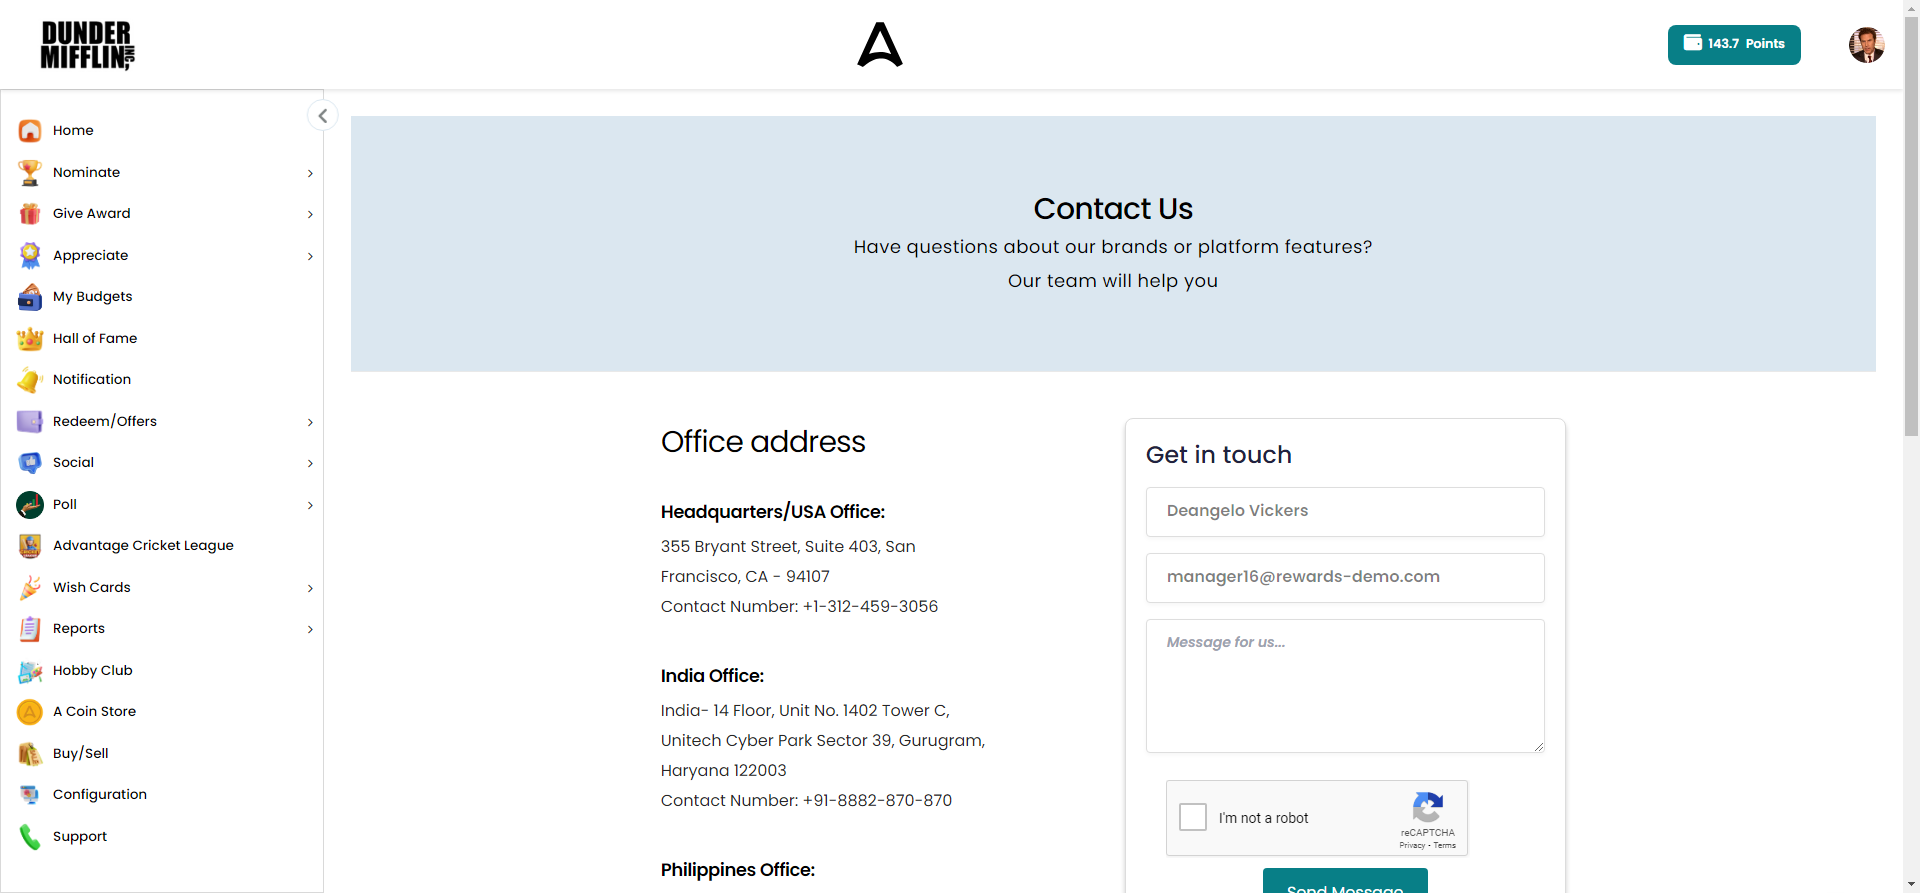 DUNDER
MIFFLIN, INC
143.7 Points
Home
Nominate
Give Award
Appreciate
My Budgets
Hall of Fame
Notification
Redeem/Offers
Social
Poll
Advantage Cricket League
Wish Cards
Reports
Hobby Club
A Coin Store
Buy/Sell
Configuration
Support
Contact Us
Have questions about our brands or platform features?
Our team will help you
Office address
Headquarters/USA Office:
355 Bryant Street, Suite 403, San
Francisco, CA - 94107
Contact Number: +1-312-459-3056
India Office:
India- 14 Floor, Unit No. 1402 Tower C,
Unitech Cyber Park Sector 39, Gurugram,
Haryana 122003
Contact Number: +91-8882-870-870
Philippines Office:
Get in touch
Deangelo Vickers
manager16@rewards-demo.com
Message for us...
I'm not a robot
reCAPTCHA
Privacy - Terms
Send Message